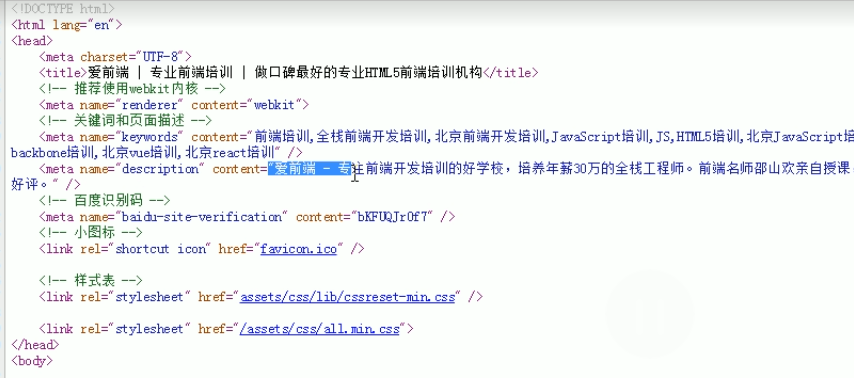 <!DOCTYPE html>
<html lang="en">
<head>
<meta charset="UTF-8">
<title>爱前端 | 专业前端培训 | 做口碑最好的专业HTML5前端培训机构</title>
<!-- 推荐使用webkit内核 -->
<meta name="renderer" content="webkit">
<!-- 关键词和页面描述 -->
<meta name="keywords" content="前端培训,全栈前端开发培训,北京前端开发培训,JavaScript培训,JS,HTML5培训,北京JavaScript培
backbone培训,北京vue培训,北京react培训" />
<meta name="description" content="爱前端 - 专注前端开发培训的好学校，培养年薪30万的全栈工程师。前端名师邵山欢亲自授课
好评。" />
<!-- 百度识别码 -->
<meta name="baidu-site-verification" content="bKFUQJrOf7" />
<!-- 小图标 -->
<link rel="shortcut icon" href="favicon.ico" />
<!-- 样式表 -->
<link rel="stylesheet" href="assets/css/lib/cssreset-min.css" />
<link rel="stylesheet" href="/assets/css/all.min.css">
</head>
<body>